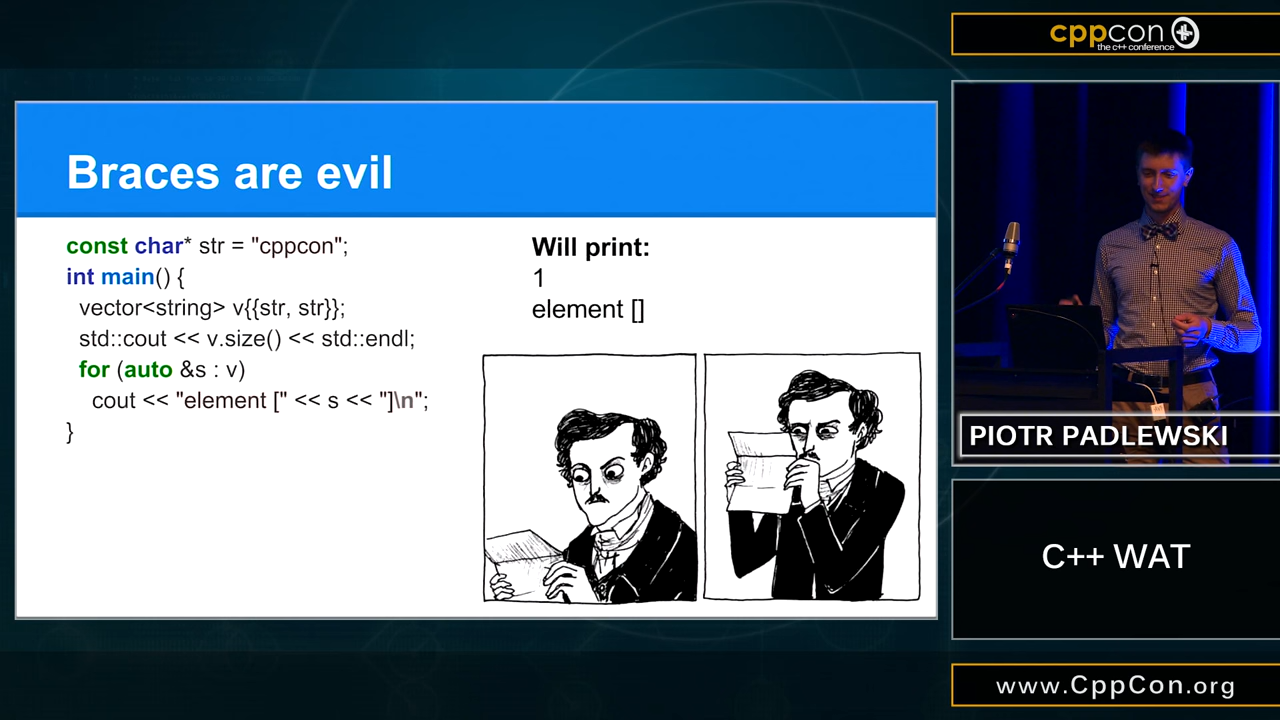 cppcon
the c++ conference
Braces are evil
const char* str = "cppcon";
int main() {
vector<string> v{{str, str}};
std::cout << v.size() << std::endl;
for (auto &s : v)
cout << "element [" << s << "]\n";
}
Will print:
1
element []
PIOTR PADLEWSKI
C++ WAT
www.CppCon.org